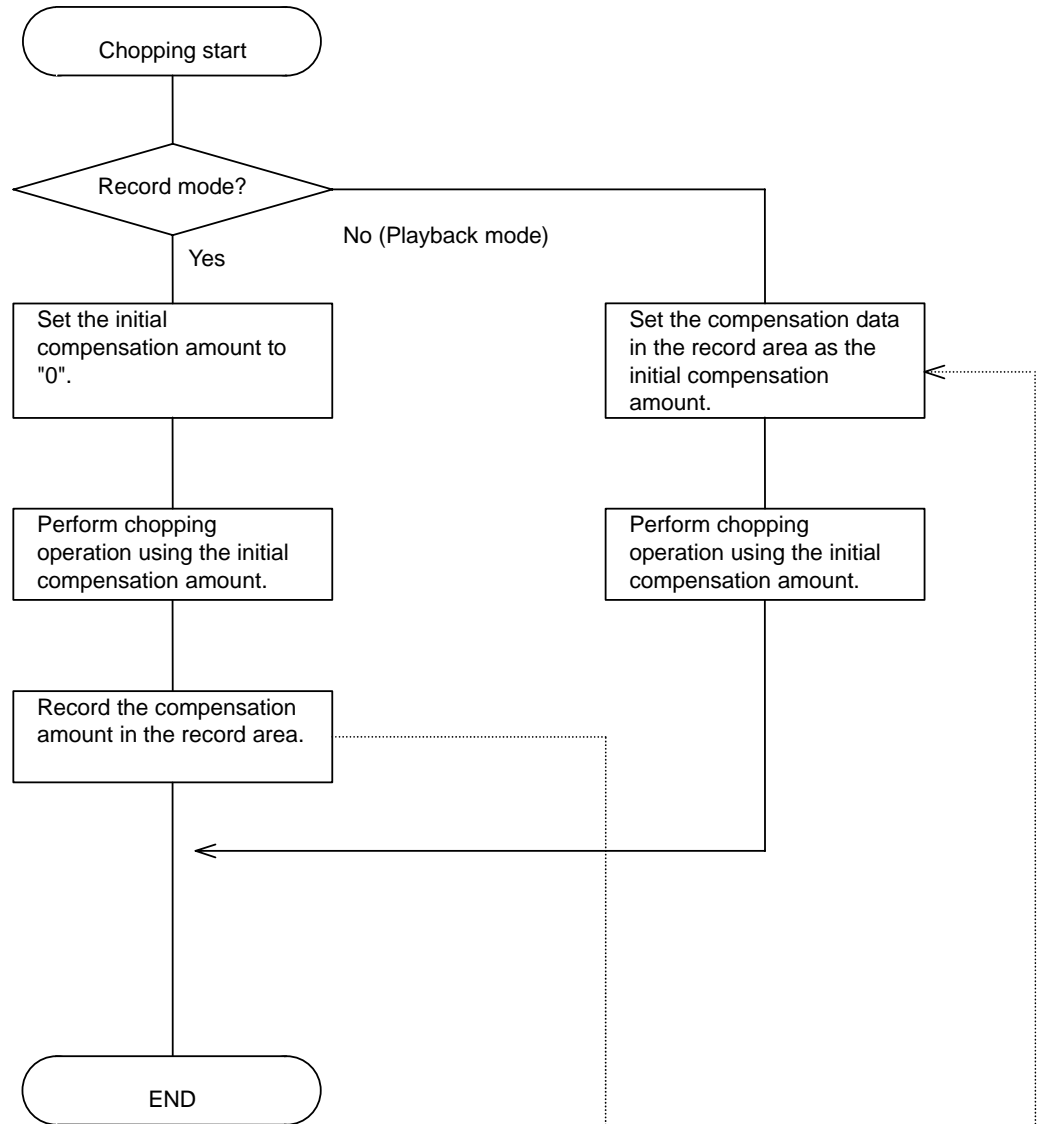 Chopping start
Record mode?
No (Playback mode)
Yes
Set the initial
compensation amount to
"0".
Set the compensation data
in the record area as the
initial compensation
amount.
Perform chopping
operation using the initial
compensation amount.
Perform chopping
operation using the initial
compensation amount.
Record the compensation
amount in the record area.
END